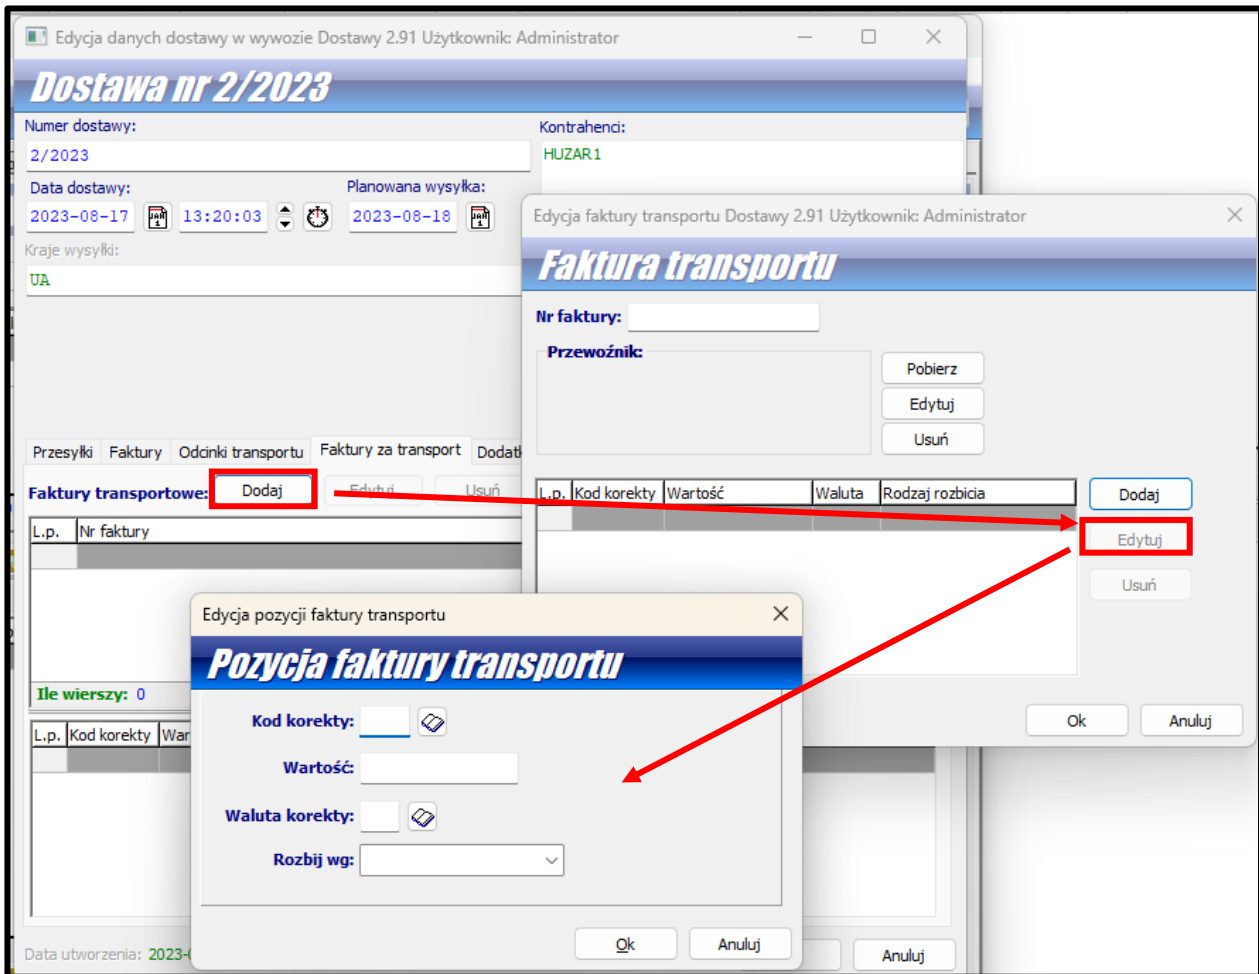 Edycja danych dostawy w wywozie Dostawy 2.91 Użytkownik: Administrator
Dostawa nr 2/2023
Numer dostawy:
2/2023
Kontrahenci:
HUZAR1
Data dostawy:
Planowana wysyłka:
2023-08-17
13:20:03
2023-08-18
Kraje wysyłki:
UA
Przesyłki Faktury Odcinki transportu Faktury za transport
Faktury transportowe: Dodaj Edytuj Usuń
L.p. Nr faktury
Ile wierszy: 0
L.p. Kod korekty
Data utworzenia:
Anuluj
Edycja faktury transportu Dostawy 2.91 Użytkownik: Administrator
Faktura transportu
Nr faktury:
Przewoźnik:
Pobierz
Edytuj
Usuń
L.p. Kod korekty Wartość Waluta Rodzaj rozbicia
Dodaj
Edytuj
Usuń
Ok Anuluj
Edycja pozycji faktury transportu
Pozycja faktury transportu
Kod korekty:
Wartość:
Waluta korekty:
Rozbij wg:
Ok Anuluj